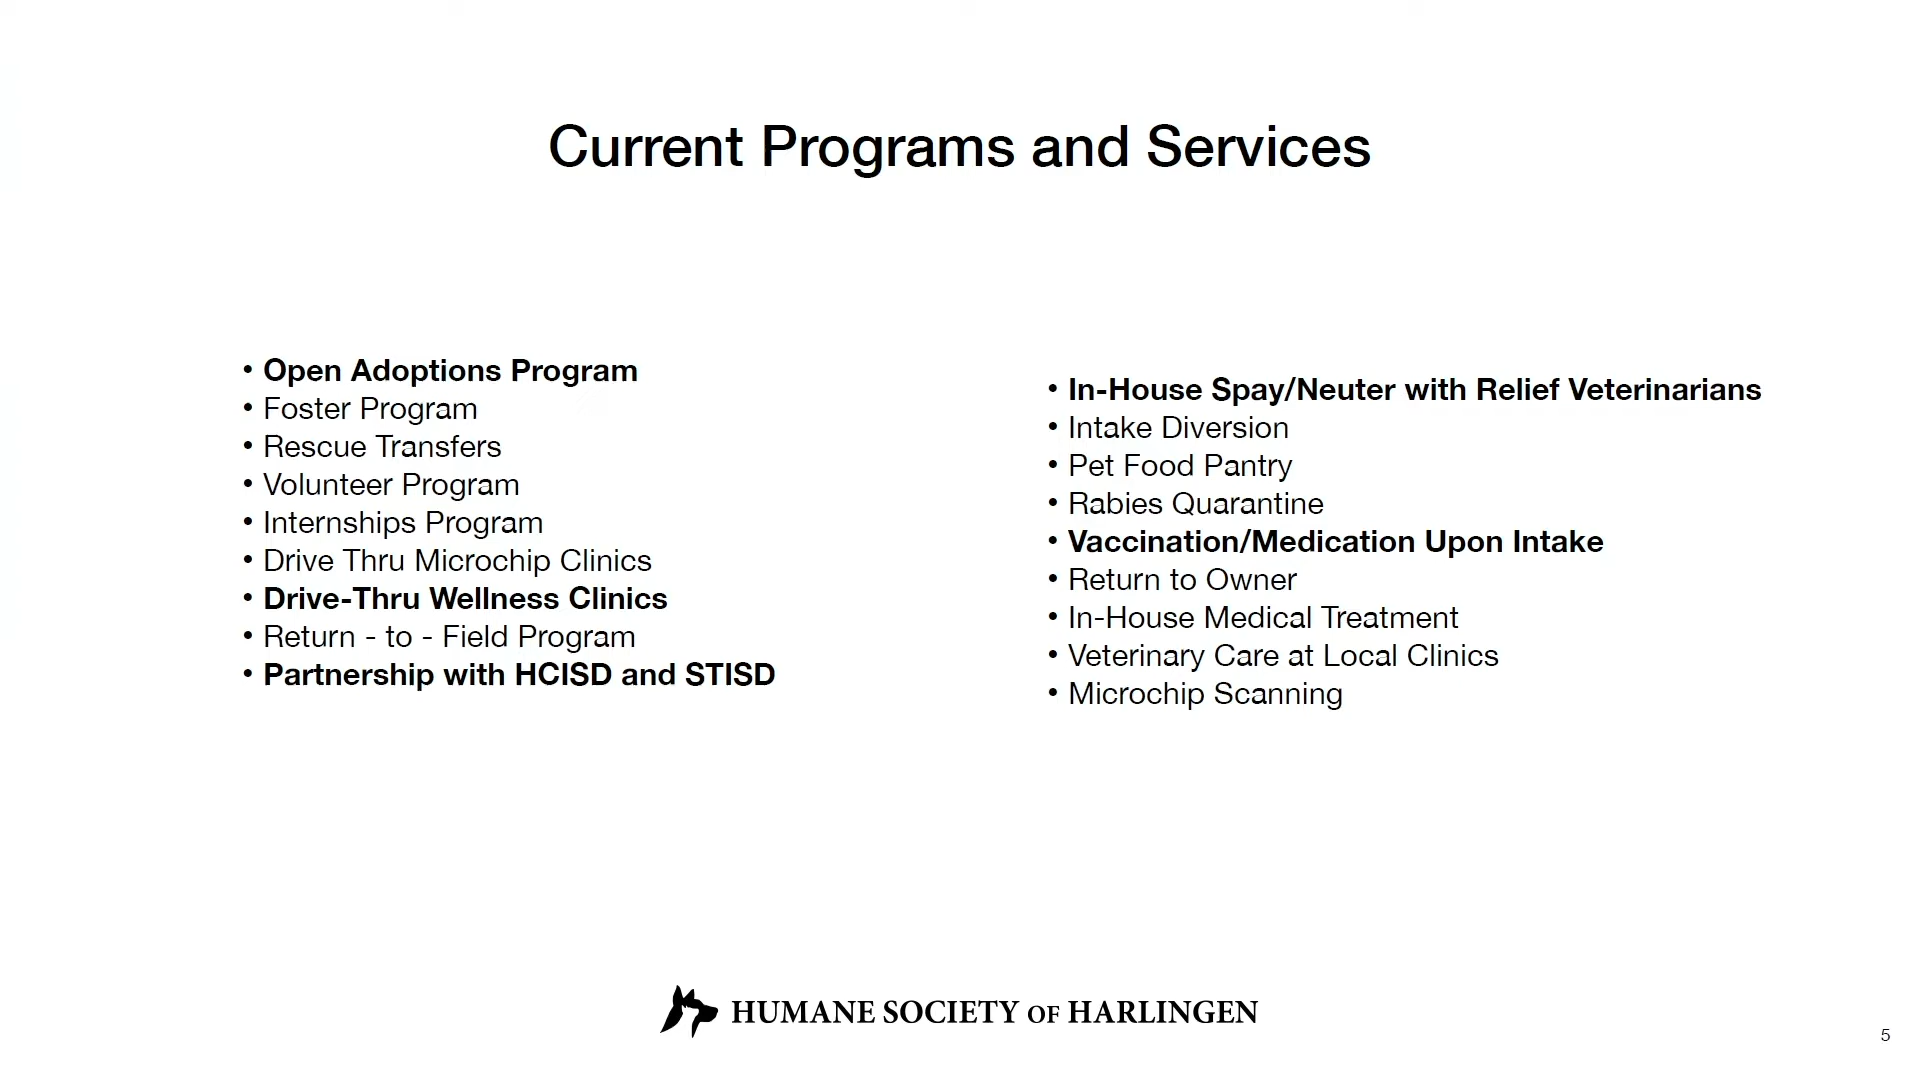 Current Programs and Services
• Open Adoptions Program
• Foster Program
• Rescue Transfers
• Volunteer Program
• Internships Program
• Drive Thru Microchip Clinics
• Drive-Thru Wellness Clinics
• Return - to - Field Program
• Partnership with HCISD and STISD
• In-House Spay/Neuter with Relief Veterinarians
• Intake Diversion
• Pet Food Pantry
• Rabies Quarantine
• Vaccination/Medication Upon Intake
• Return to Owner
• In-House Medical Treatment
• Veterinary Care at Local Clinics
• Microchip Scanning
HUMANE SOCIETY OF HARLINGEN
5